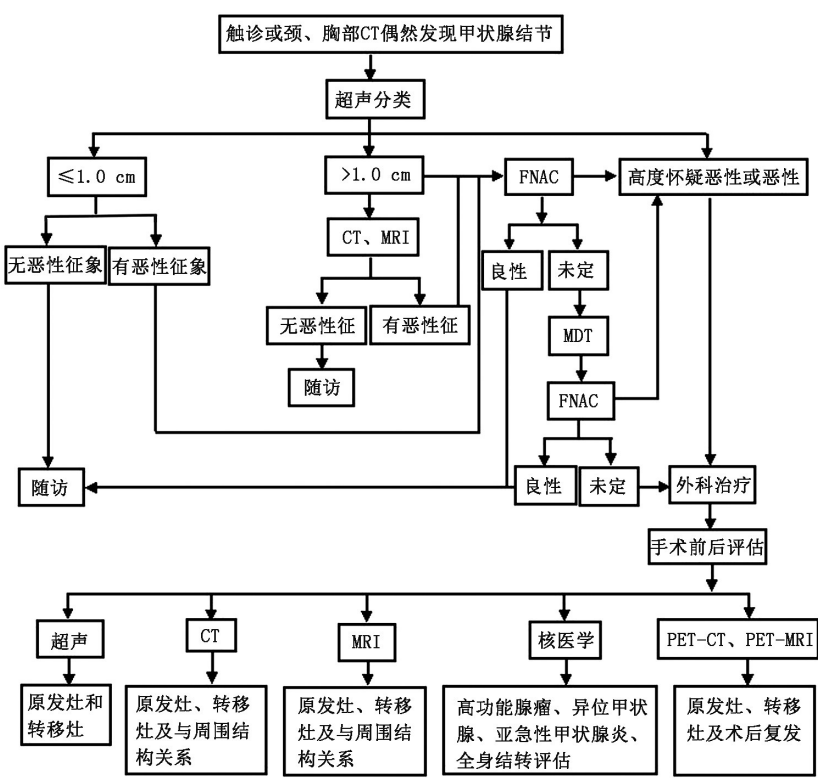 触诊或颈、胸部CT偶然发现甲状腺结节
超声分类
≤1.0 cm
>1.0 cm
FNAC
高度怀疑恶性或恶性
CT、MRI
无恶性征象
有恶性征象
良性
未定
无恶性征
有恶性征
MDT
随访
FNAC
随访
良性
未定
外科治疗
手术前后评估
超声
CT
MRI
核医学
PET-CT、PET-MRI
原发灶和
转移灶
原发灶、转移
灶及与周围结
构关系
原发灶、转移
灶及与周围结
构关系
高功能腺瘤、异位甲状
腺、亚急性甲状腺炎、
全身结转评估
原发灶、转移
灶及术后复发